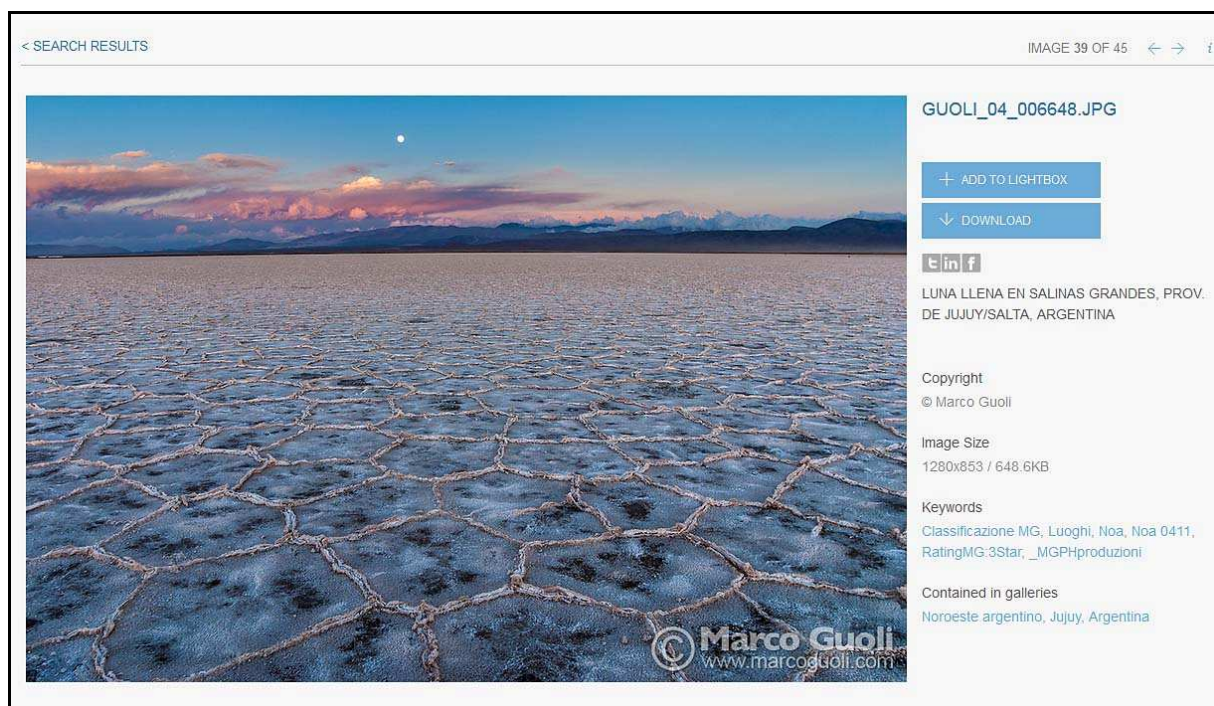 < SEARCH RESULTS
IMAGE 39 OF 45 ← → i
GUOLI_04_006648.JPG
+ ADD TO LIGHTBOX
↓ DOWNLOAD
t in f
LUNA LLENA EN SALINAS GRANDES, PROV.
DE JUJUY/SALTA, ARGENTINA
Copyright
© Marco Guoli
Image Size
1280x853 / 648.6KB
Keywords
Classificazione MG, Luoghi, Noa, Noa 0411,
RatingMG:3Star, _MGPHproduzioni
Contained in galleries
Noroeste argentino, Jujuy, Argentina
© Marco Guoli
www.marcoguoli.com